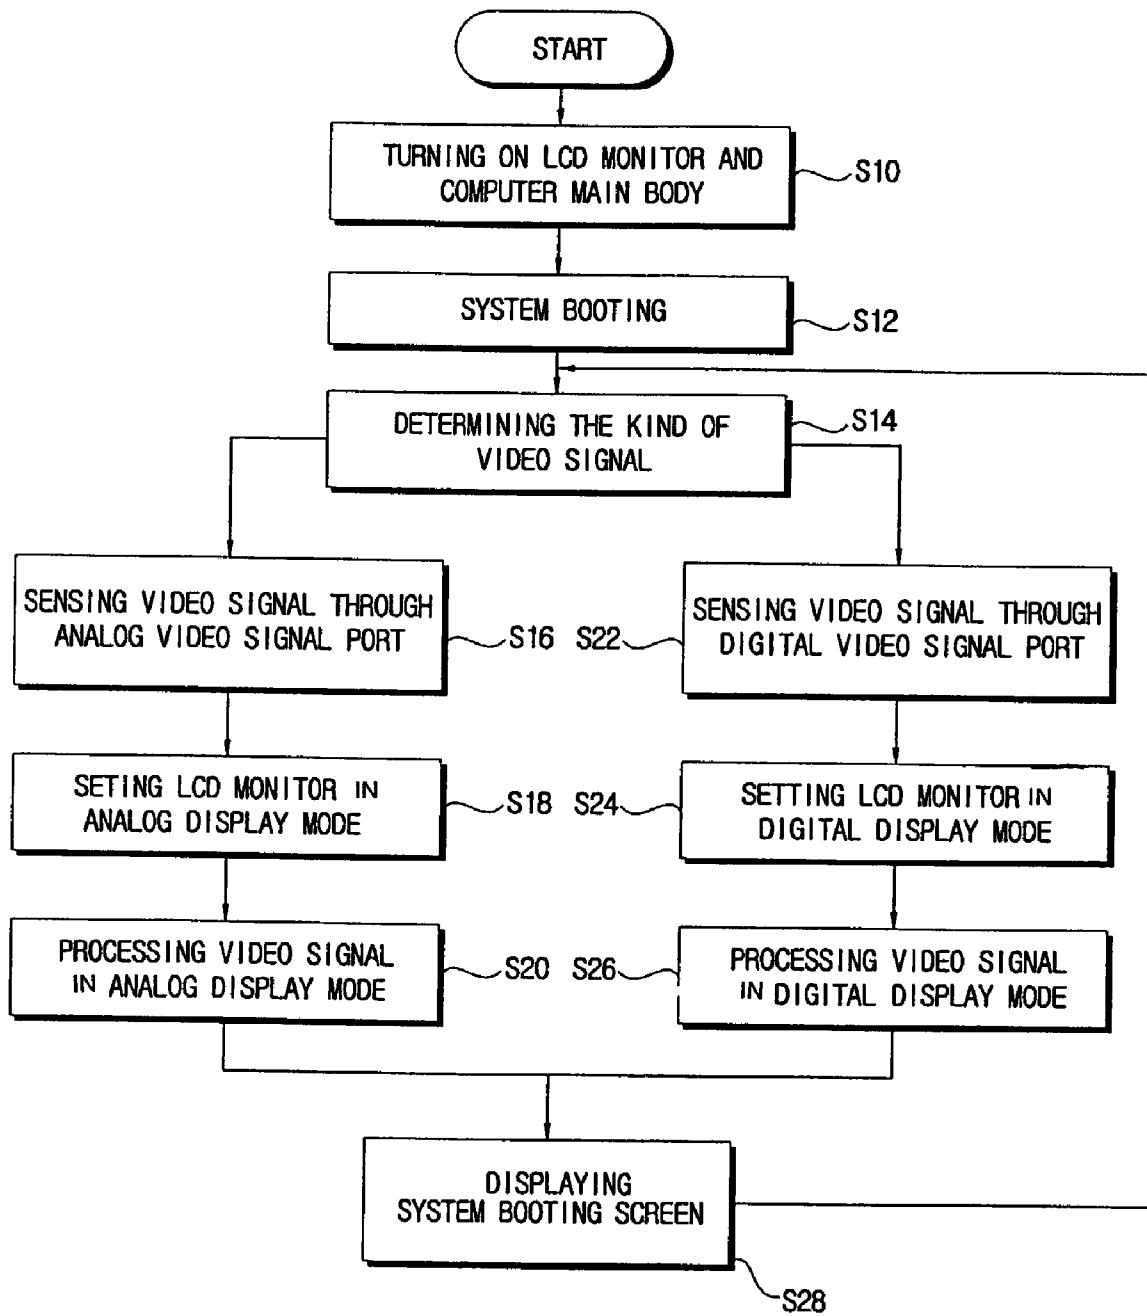 START
TURNING ON LCD MONITOR AND
COMPUTER MAIN BODY
S10
SYSTEM BOOTING
S12
DETERMINING THE KIND OF
VIDEO SIGNAL
S14
SENSING VIDEO SIGNAL THROUGH
ANALOG VIDEO SIGNAL PORT
S16
S22
SENSING VIDEO SIGNAL THROUGH
DIGITAL VIDEO SIGNAL PORT
SETING LCD MONITOR IN
ANALOG DISPLAY MODE
S18
S24
SETTING LCD MONITOR IN
DIGITAL DISPLAY MODE
PROCESSING VIDEO SIGNAL
IN ANALOG DISPLAY MODE
S20
S26
PROCESSING VIDEO SIGNAL
IN DIGITAL DISPLAY MODE
DISPLAYING
SYSTEM BOOTING SCREEN
S28